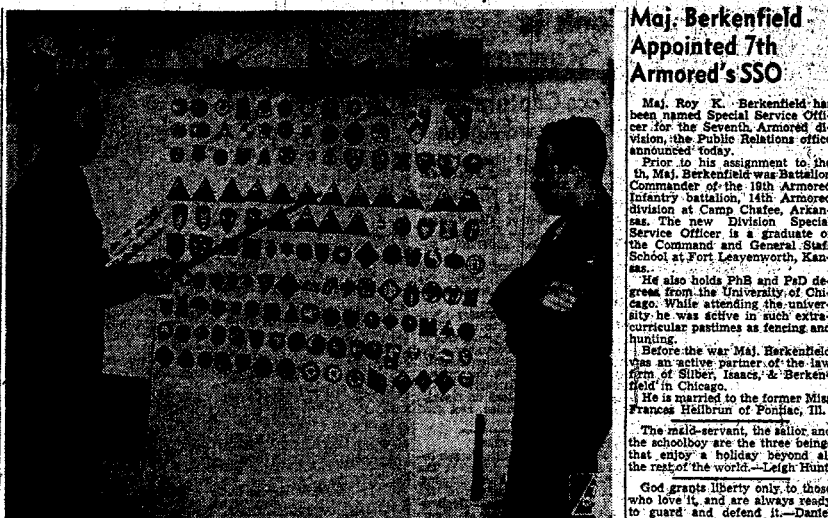 Maj. Berkenfield
Appointed 7th
Armored's SSO
Maj. Roy K. Berkenfield has
been named Special Service Offi-
cer for the Seventh Armored di-
vision, the Public Relations office
announced today.
Prior to his assignment to the
th, Maj. Berkenfield was Battalion
Commander of the 19th Armored
Infantry battalion, 14th Armored
division at Camp Chafee, Arkan-
sas. The new Division Special
Service Officer is a graduate of
the Command and General Staff
School at Fort Leavenworth, Kan-
sas.
He also holds PhB and PsD de-
grees from the University of Chi-
cago. While attending the univer-
sity he was active in such extra-
curricular pastimes as fencing and
hunting.
Before the war Maj. Berkenfield
was an active partner of the law
firm of Silber, Isaacs, & Berken-
field in Chicago.
He is married to the former Miss
Frances Heilbrun of Pontiac, Ill.
The maid-servant, the sailor, and
the schoolboy are the three being
that enjoy a holiday beyond al
the rest of the world.—Leigh Hunt
God grants liberty only to those
who love it, and are always ready
to guard and defend it.—Danie